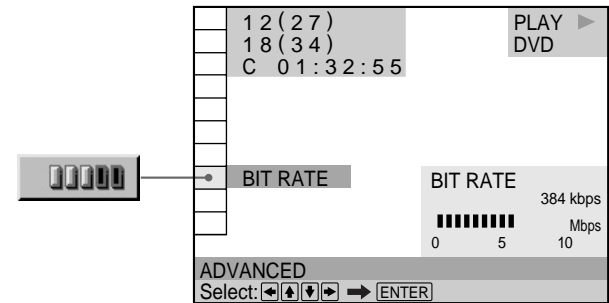 12(27)
18(34)
C 01:32:55
PLAY
DVD
BIT RATE
BIT RATE
384 kbps
Mbps
0 5 10
ADVANCED
Select: ENTER